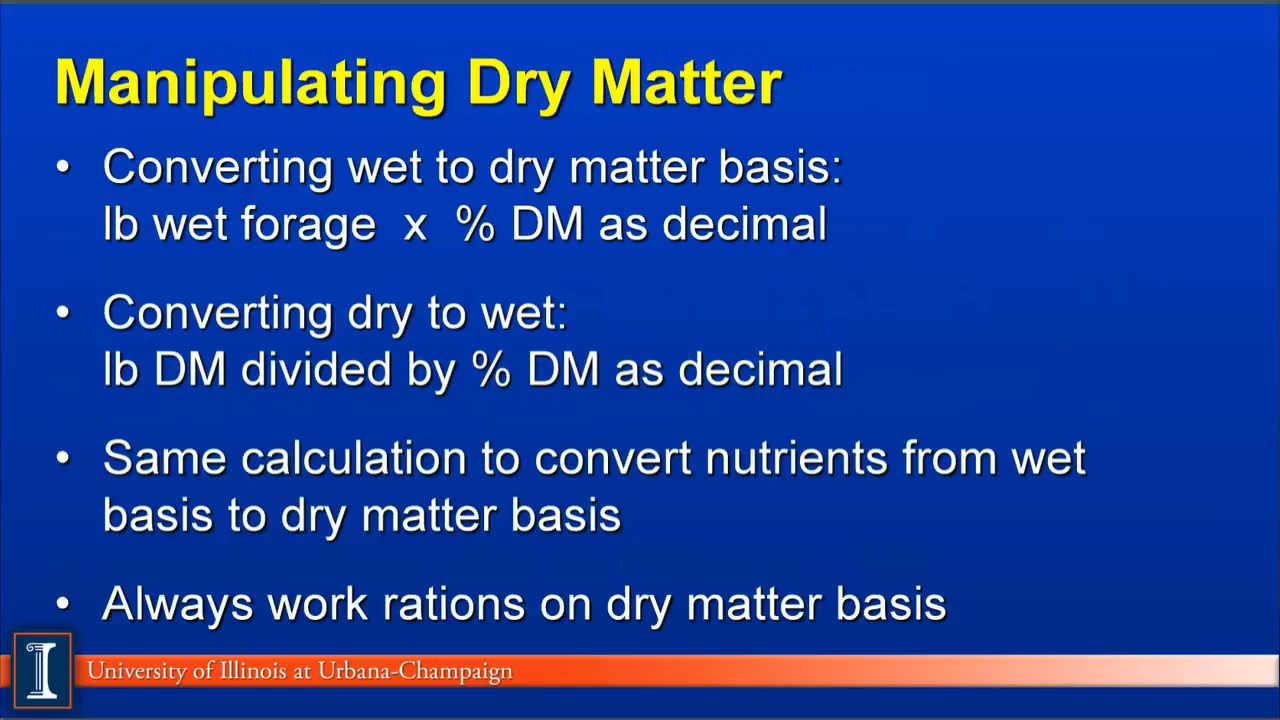 Manipulating Dry Matter
• Converting wet to dry matter basis:
lb wet forage x % DM as decimal
• Converting dry to wet:
lb DM divided by % DM as decimal
• Same calculation to convert nutrients from wet
basis to dry matter basis
• Always work rations on dry matter basis
I
University of Illinois at Urbana-Champaign